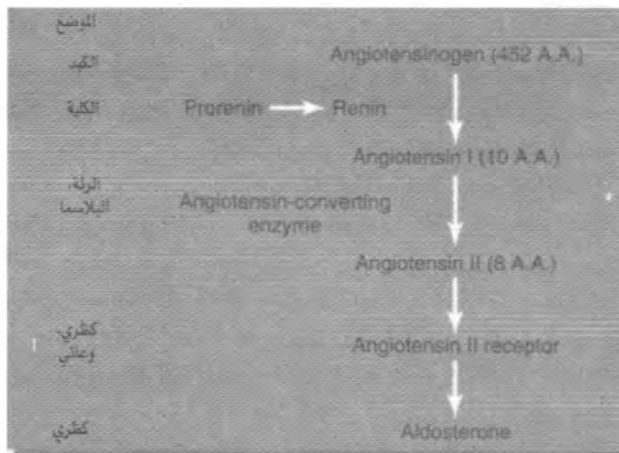 الموضع
الكبد Angiotensinogen (452 A.A.)
الكلية Prorenin Renin
Angiotensin I (10 A.A.)
الرئة،
البلاسما Angiotensin-converting
enzyme
Angiotensin II (8 A.A.)
كظري،
وعائي Angiotensin II receptor
كظري Aldosterone